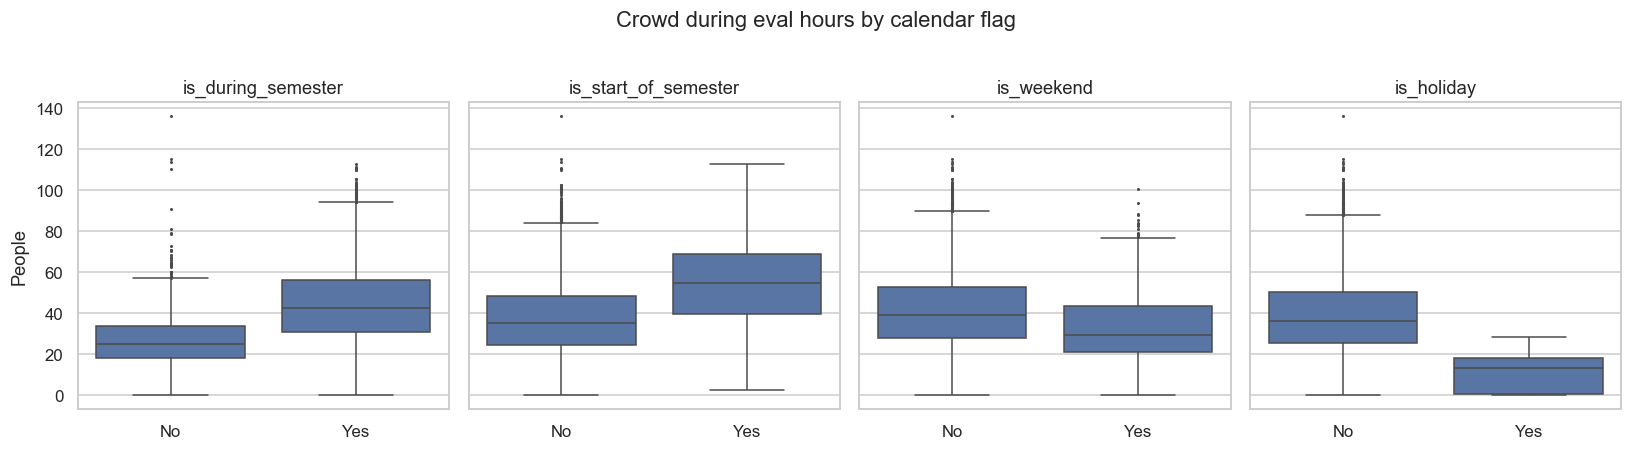 Crowd during eval hours by calendar flag
is_during_semester
is_start_of_semester
is_weekend
is_holiday
People
140
120
100
80
60
40
20
0
No
Yes
No
Yes
No
Yes
No
Yes